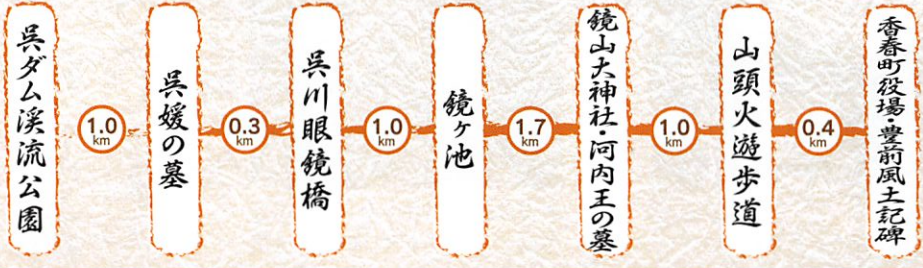 呉ダム渓流公園
1.0 km
呉媛の墓
0.3 km
呉川眼鏡橋
1.0 km
鏡ヶ池
1.7 km
鏡山大神社・河内王の墓
1.0 km
山頭火遊歩道
0.4 km
香春町役場・豊前風土記碑